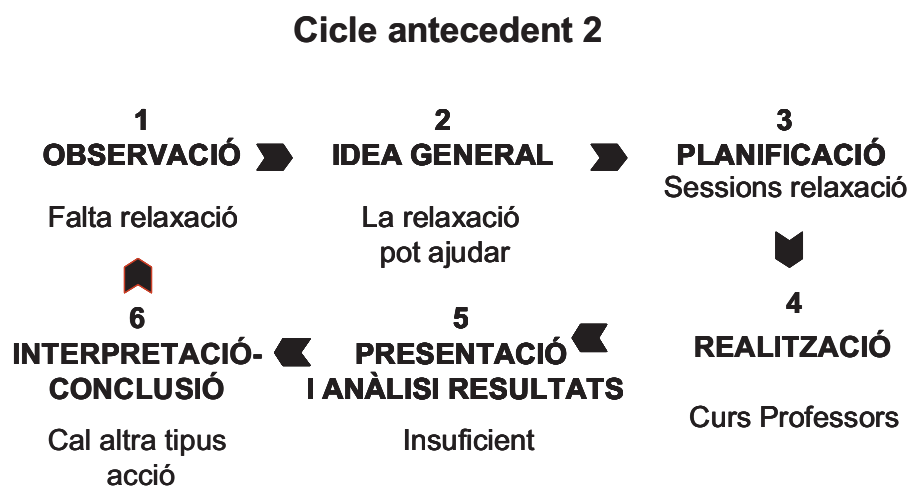 Cicle antecedent 2
1
OBSERVACIÓ
Falta relaxació
2
IDEA GENERAL
La relaxació
pot ajudar
3
PLANIFICACIÓ
Sessions relaxació
4
REALITZACIÓ
Curs Professors
5
PRESENTACIÓ
I ANÀLISI RESULTATS
Insuficient
6
INTERPRETACIÓ-
CONCLUSIÓ
Cal altra tipus
acció